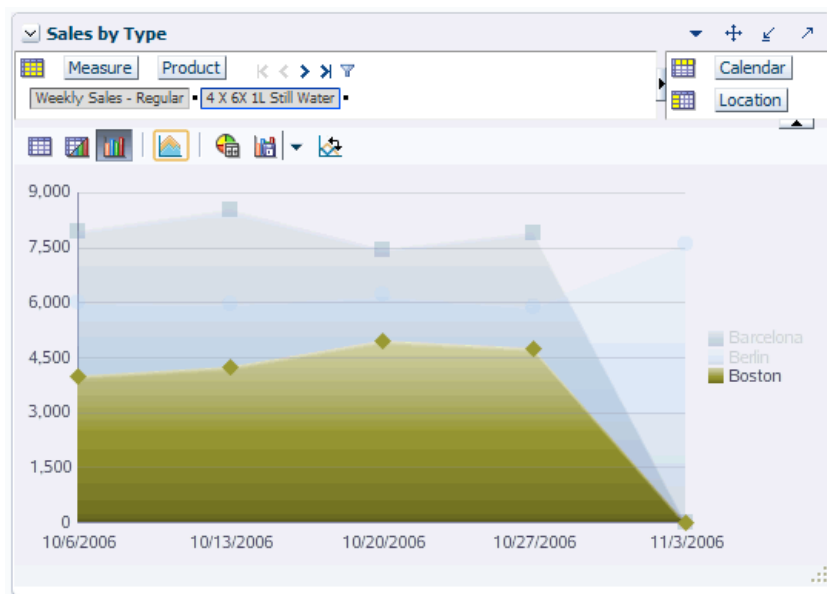 Sales by Type
Measure Product
Calendar
Weekly Sales - Regular 4 X 6X 1L Still Water
Location
9,000
7,500
6,000
4,500
3,000
1,500
0
Barcelona
Berlin
Boston
10/6/2006 10/13/2006 10/20/2006 10/27/2006 11/3/2006